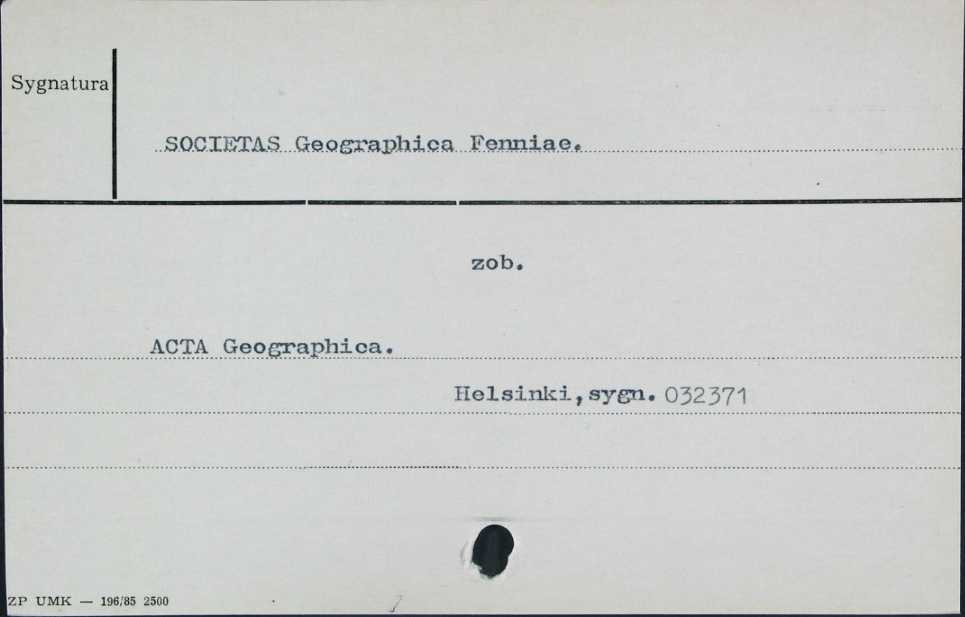 Sygnatura
SOCIETAS Geographica Fenniae.
zob.
ACTA Geographica.
Helsinki,sygn. 032371
ZP UMK — 196/85 2500